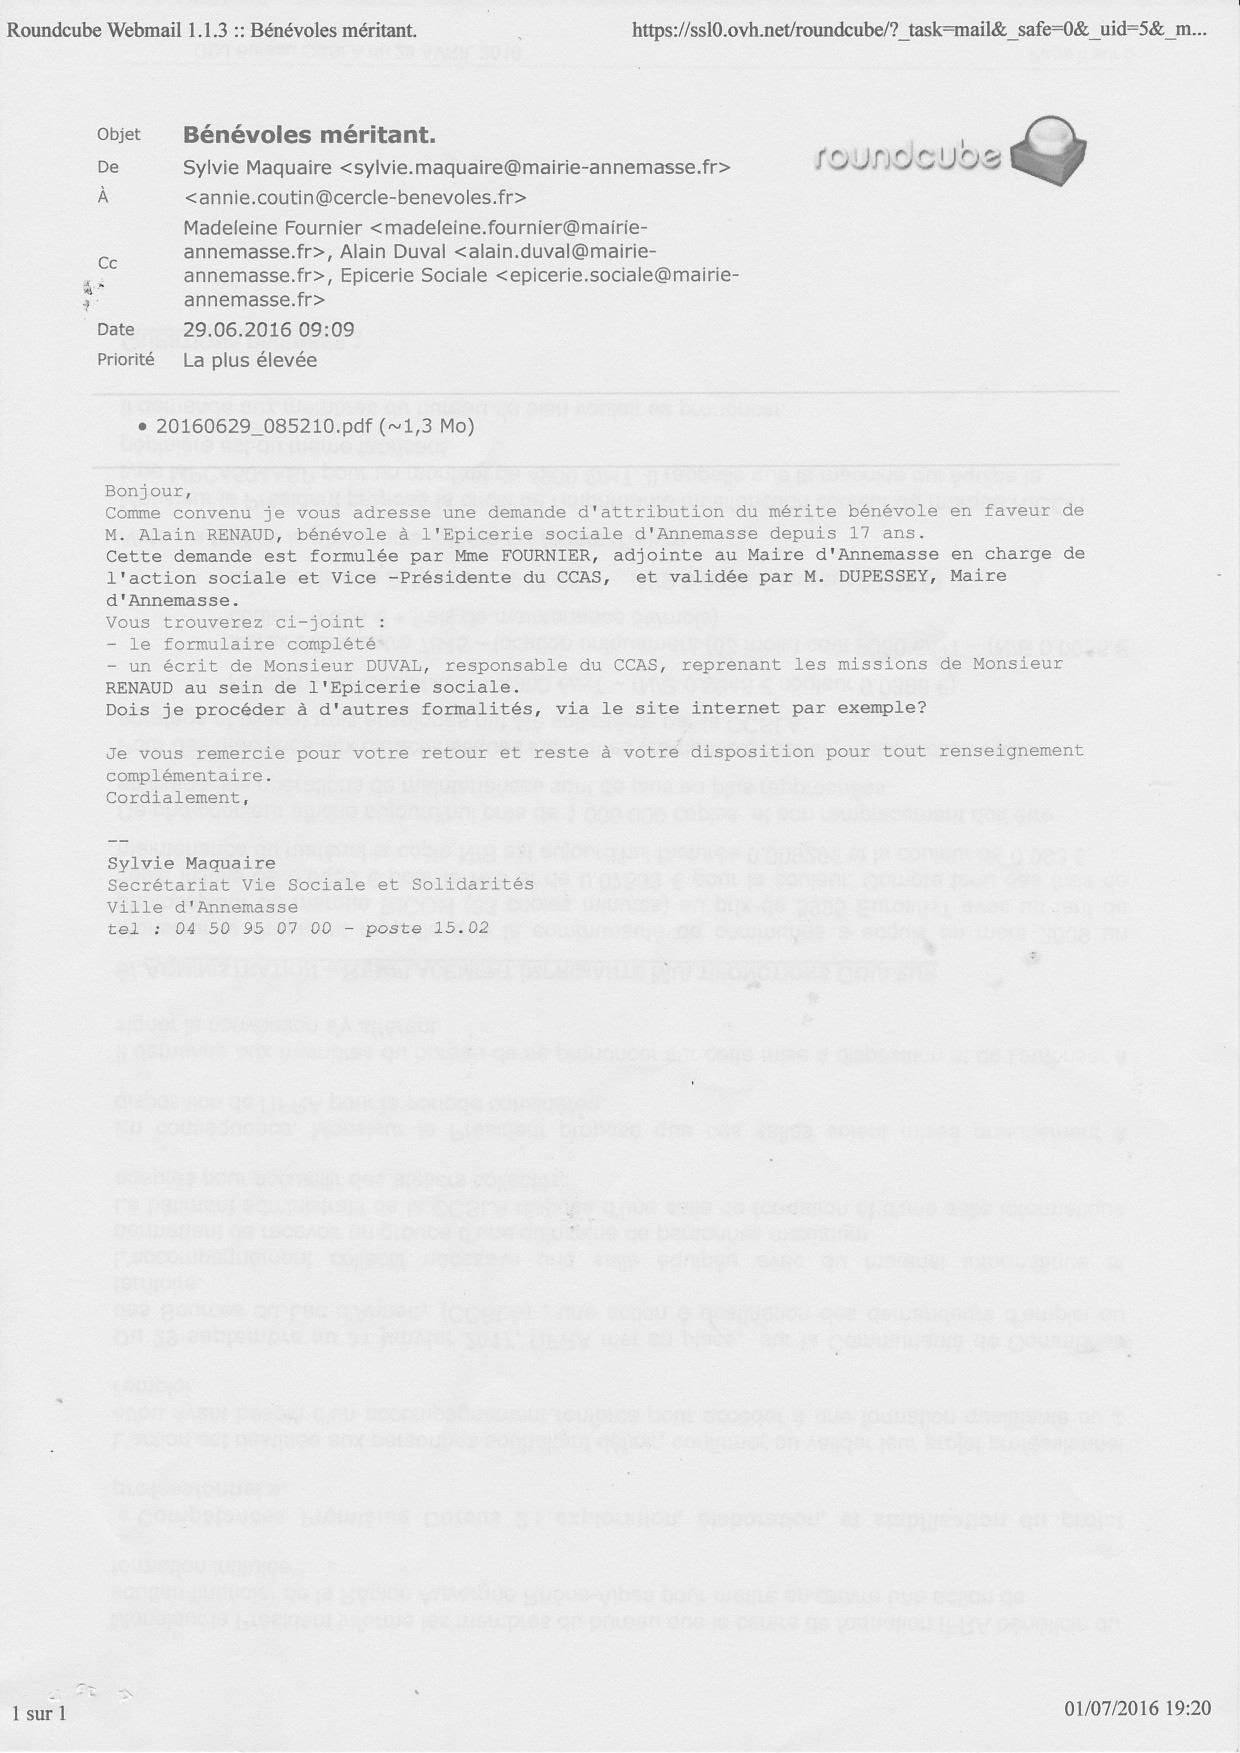 Roundcube Webmail 1.1.3 :: Bénévoles méritant.
https://ssl0.ovh.net/roundcube/?_task=mail&_safe=0&_uid=5&_m...
Objet Bénévoles méritant.
roundcube
De Sylvie Maquaire <sylvie.maquaire@mairie-annemasse.fr>
À <annie.coutin@cercle-benevoles.fr>
Cc Madeleine Fournier <madeleine.fournier@mairie-
annemasse.fr>, Alain Duval <alain.duval@mairie-
annemasse.fr>, Epicerie Sociale <epicerie.sociale@mairie-
annemasse.fr>
Date 29.06.2016 09:09
Priorité La plus élevée
• 20160629_085210.pdf (~1,3 Mo)
Bonjour,
Comme convenu je vous adresse une demande d'attribution du mérite bénévole en faveur de
M. Alain RENAUD, bénévole à l'Epicerie sociale d'Annemasse depuis 17 ans.
Cette demande est formulée par Mme FOURNIER, adjointe au Maire d'Annemasse en charge de
l'action sociale et Vice -Présidente du CCAS, et validée par M. DUPESSEY, Maire
d'Annemasse.
Vous trouverez ci-joint :
- le formulaire complété
- un écrit de Monsieur DUVAL, responsable du CCAS, reprenant les missions de Monsieur
RENAUD au sein de l'Epicerie sociale.
Dois je procéder à d'autres formalités, via le site internet par exemple?
Je vous remercie pour votre retour et reste à votre disposition pour tout renseignement
complémentaire.
Cordialement,
--
Sylvie Maquaire
Secrétariat Vie Sociale et Solidarités
Ville d'Annemasse
tel : 04 50 95 07 00 - poste 15.02
1 sur 1
01/07/2016 19:20